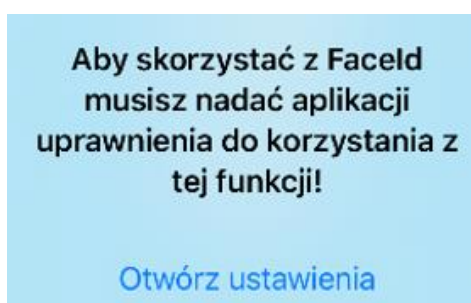 Aby skorzystać z FaceId
musisz nadać aplikacji
uprawnienia do korzystania z
tej funkcji!
Otwórz ustawienia